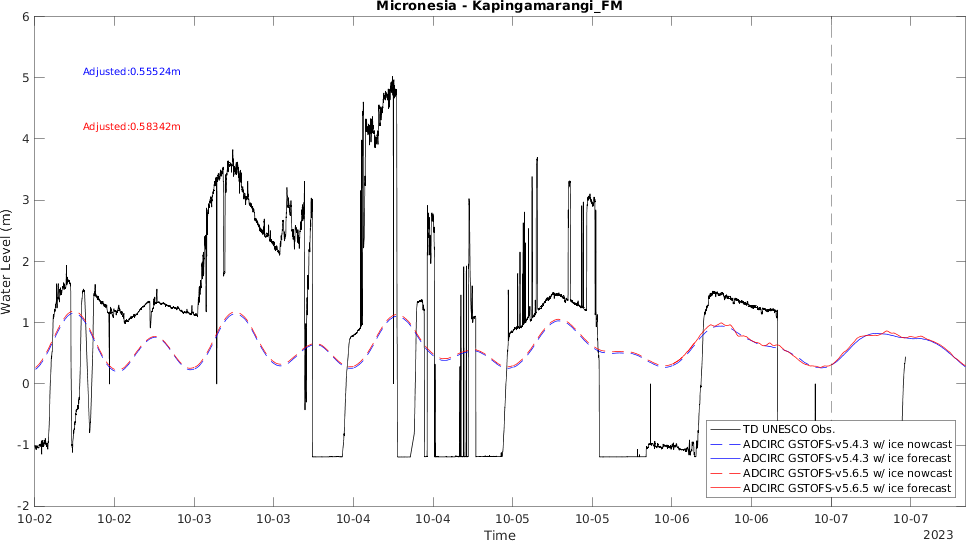 Micronesia - Kapingamarangi_FM
6
5
4
3
2
1
0
-1
-2
Water Level (m)
Adjusted:0.55524m
Adjusted:0.58342m
TD UNESCO Obs.
ADCIRC GSTOFS-v5.4.3 w/ ice nowcast
ADCIRC GSTOFS-v5.4.3 w/ ice forecast
ADCIRC GSTOFS-v5.6.5 w/ ice nowcast
ADCIRC GSTOFS-v5.6.5 w/ ice forecast
10-02 10-02 10-03 10-03 10-04 10-04 10-05 10-05 10-06 10-06 10-07 10-07
Time
2023